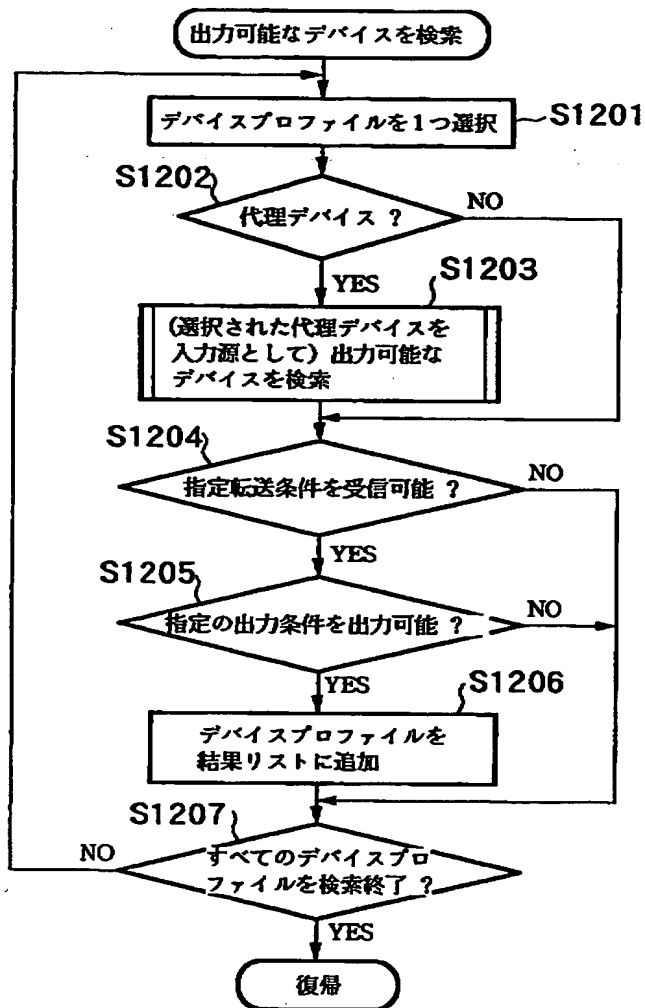 出力可能なデバイスを検索
デバイスプロファイルを1つ選択
S1201
S1202
代理デバイス ?
NO
YES
S1203
(選択された代理デバイスを
入力源として) 出力可能な
デバイスを検索
S1204
指定転送条件を受信可能 ?
NO
YES
S1205
指定の出力条件を出力可能 ?
NO
YES
S1206
デバイスプロファイルを
結果リストに追加
S1207
すべてのデバイスプロ
ファイルを検索終了 ?
NO
YES
復帰